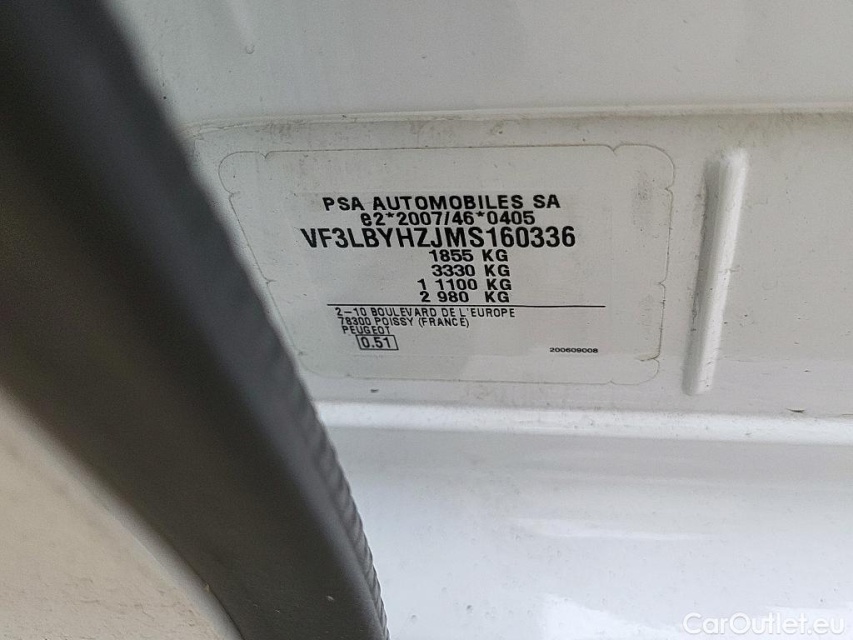 PSA AUTOMOBILES SA
e2*2007/46*0405
VF3LBYHZJMS160336
1855 KG
3330 KG
1 1100 KG
2 980 KG
2-10 BOULEVARD DE L'EUROPE
78300 POISSY (FRANCE)
PEUGEOT
0.51
200609008
CarOutlet.eu